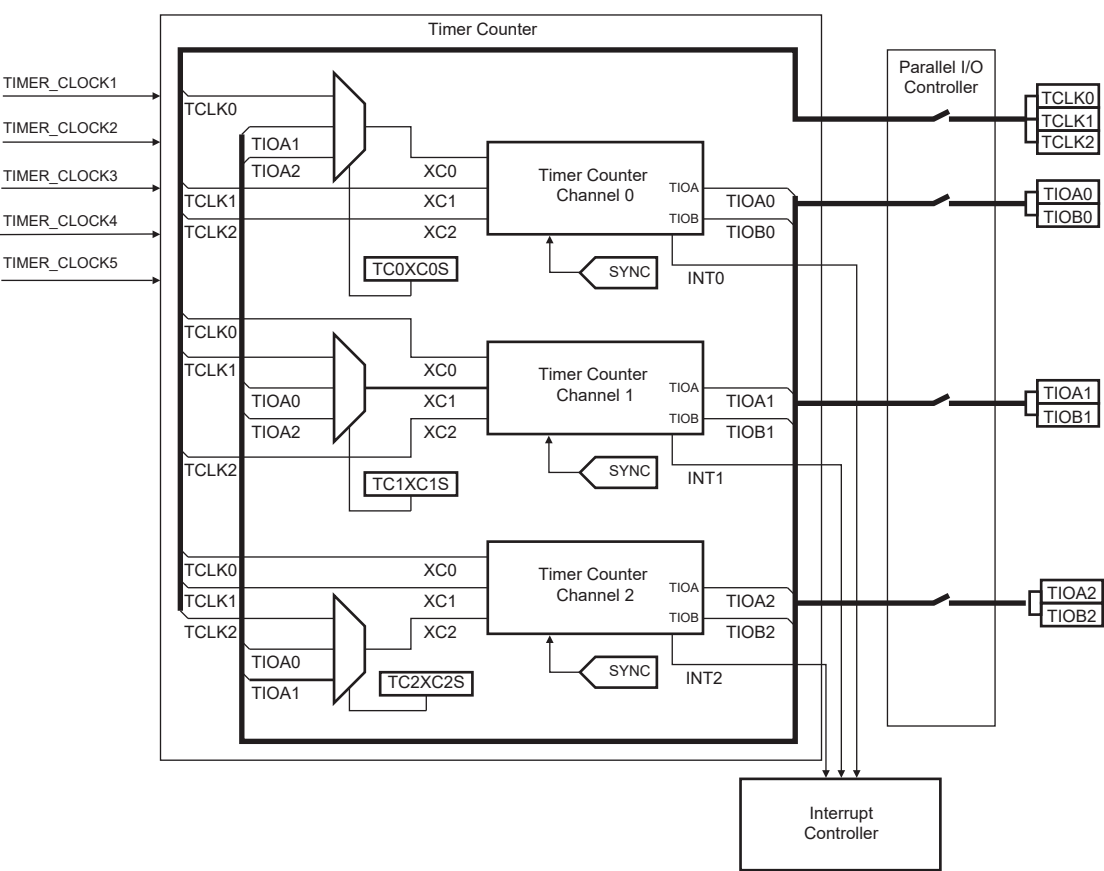 Timer Counter
Parallel I/O
Controller
TIMER_CLOCK1
TIMER_CLOCK2
TIMER_CLOCK3
TIMER_CLOCK4
TIMER_CLOCK5
TCLK0
TIOA1
TIOA2
TCLK1
TCLK2
XC0
XC1
XC2
TC0XC0S
Timer Counter
Channel 0
TIOA
TIOB
TIOA0
TIOB0
SYNC
INT0
TCLK0
TCLK1
TIOA0
TIOA2
TCLK2
XC0
XC1
XC2
TC1XC1S
Timer Counter
Channel 1
TIOA
TIOB
TIOA1
TIOB1
SYNC
INT1
TCLK0
TCLK1
TCLK2
TIOA0
TIOA1
XC0
XC1
XC2
TC2XC2S
Timer Counter
Channel 2
TIOA
TIOB
TIOA2
TIOB2
SYNC
INT2
TCLK0
TCLK1
TCLK2
TIOA0
TIOB0
TIOA1
TIOB1
TIOA2
TIOB2
Interrupt
Controller